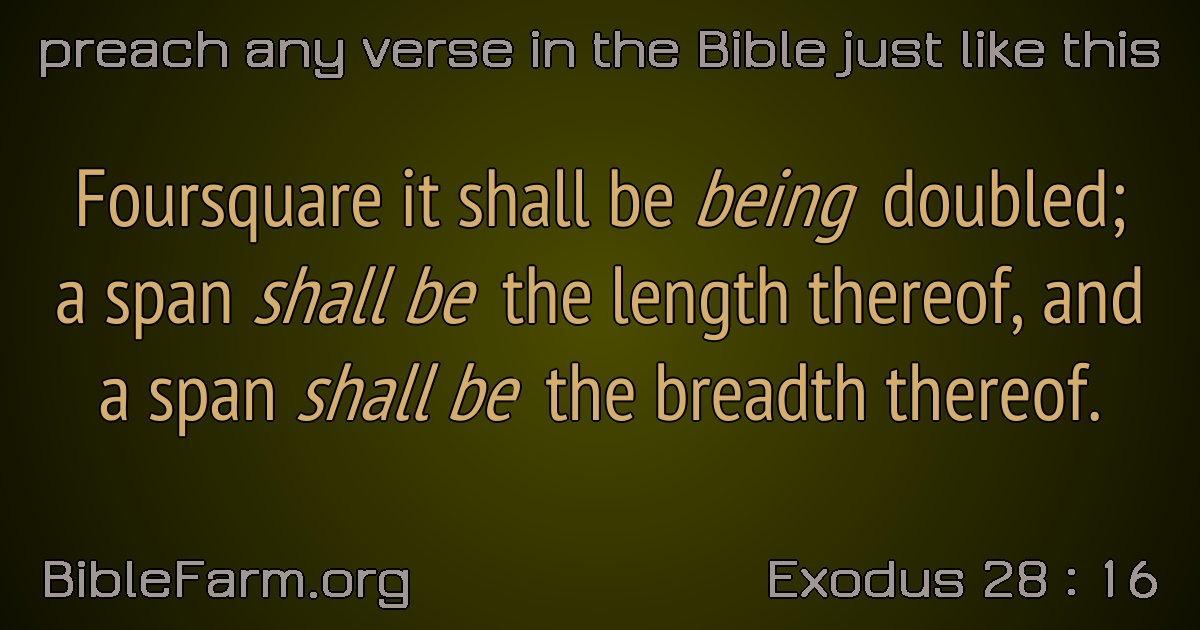 preach any verse in the Bible just like this
Foursquare it shall be being doubled;
a span shall be the length thereof, and
a span shall be the breadth thereof.
BibleFarm.org
Exodus 28 : 16